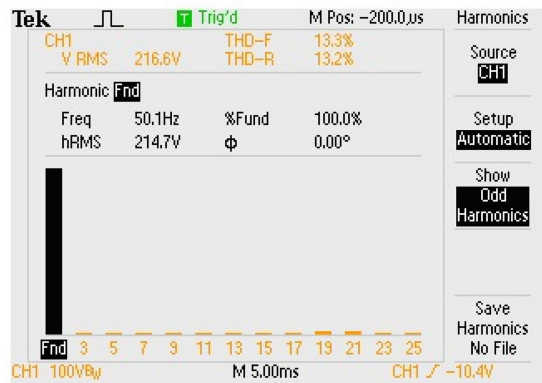 Tek T Trig'd M Pos: -200.0µs Harmonics
CH1 THD-F 13.3%
V RMS 216.6V THD-R 13.2%
Source
CH1
Harmonic Fnd
Freq 50.1Hz %Fund 100.0%
hRMS 214.7V ϕ 0.00°
Setup
Automatic
Show
Odd
Harmonics
Save
Harmonics
No File
Fnd 3 5 7 9 11 13 15 17 19 21 23 25
CH1 100VBW M 5.00ms CH1 -10.4V